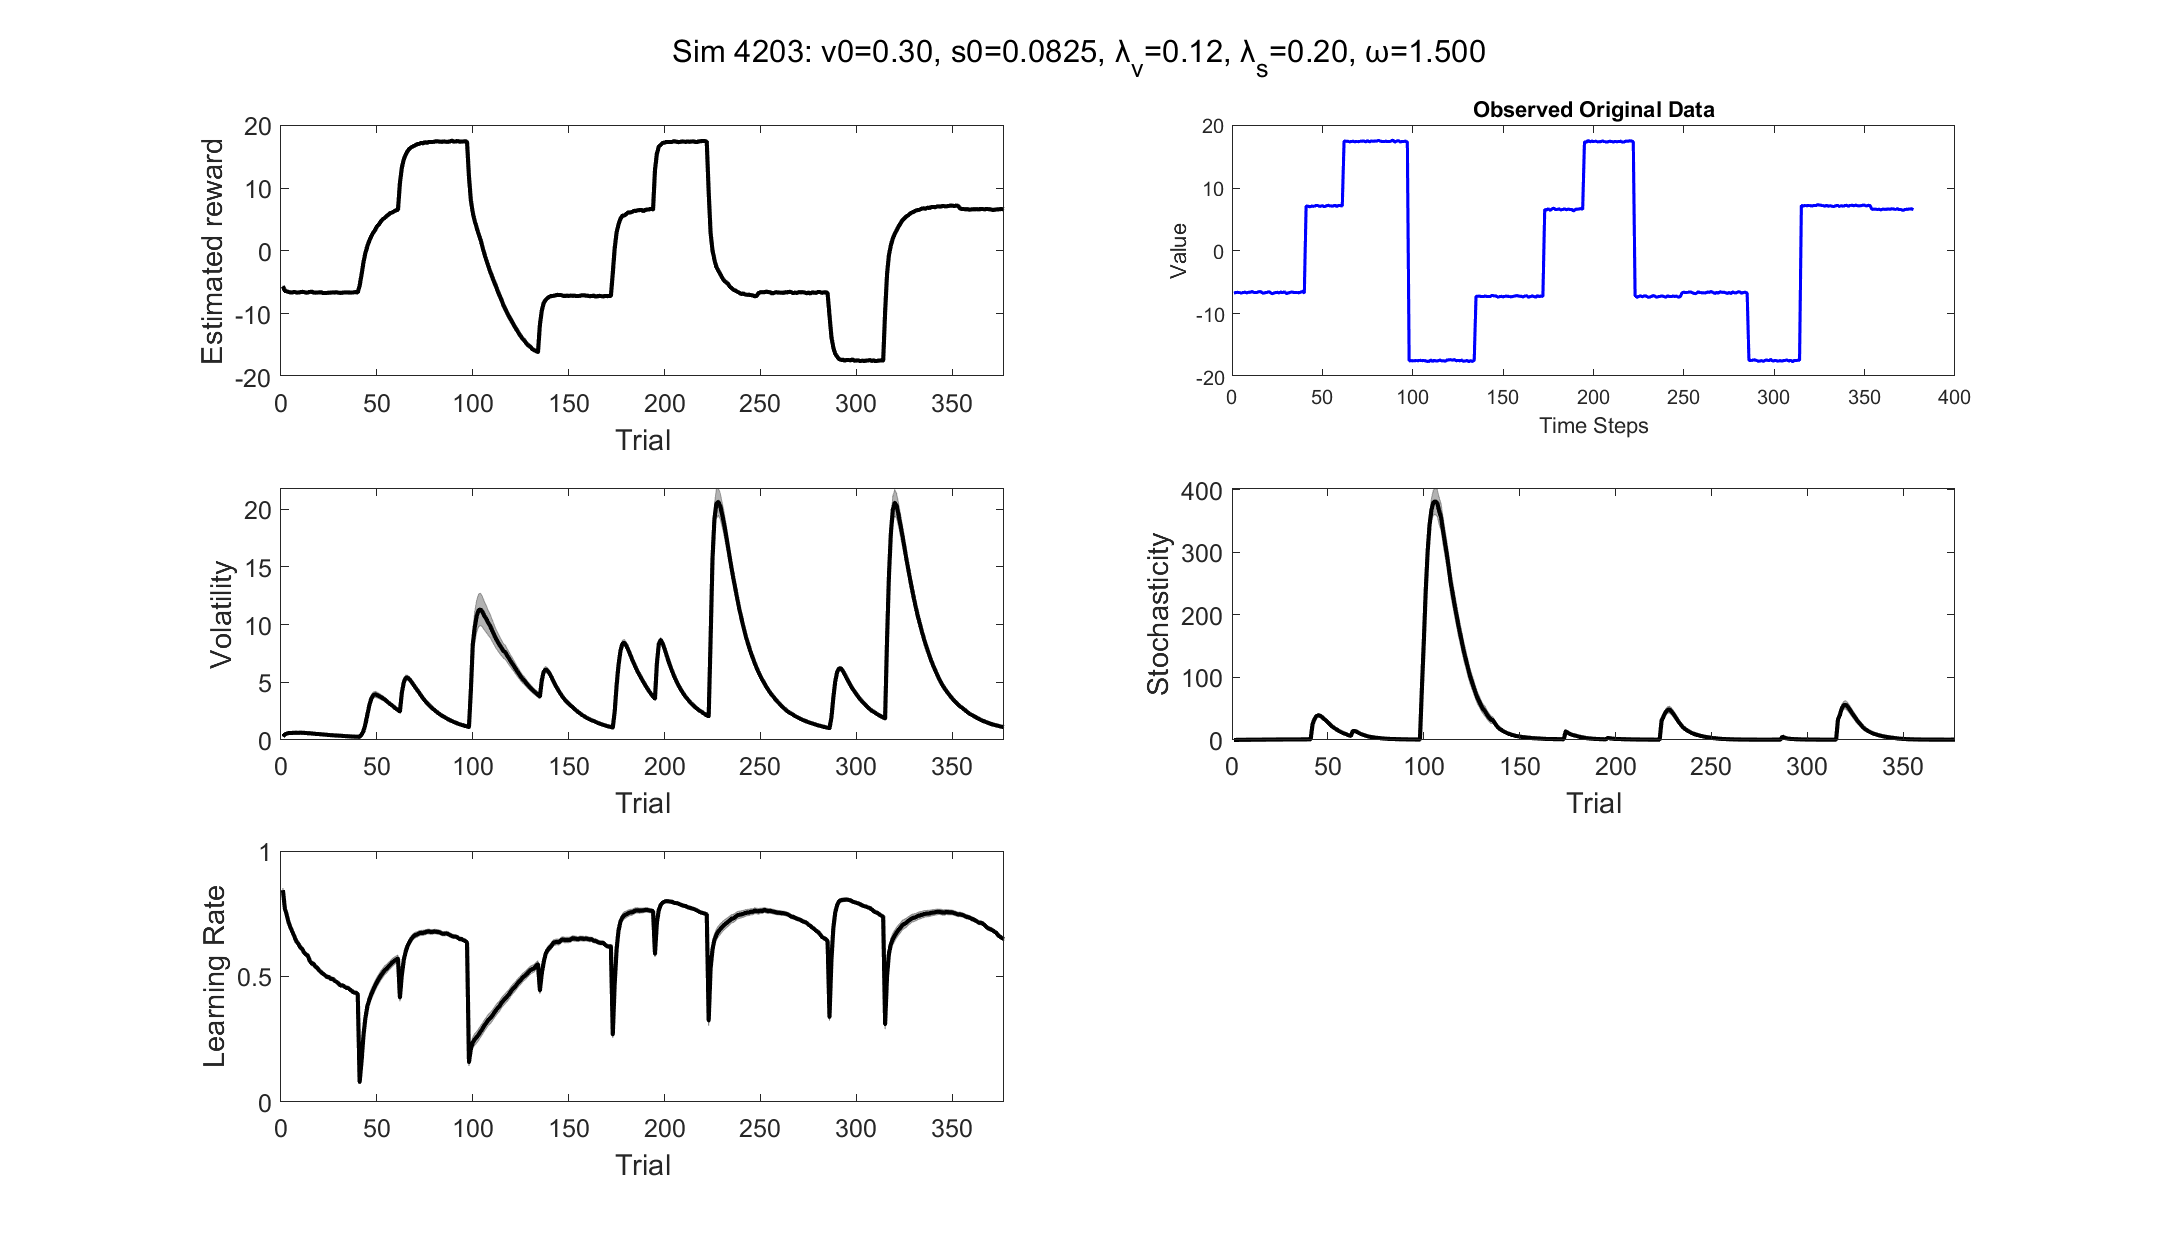 Sim 4203: v0=0.30, s0=0.0825, λ_v=0.12, λ_s=0.20, ω=1.500
Estimated reward
20
10
0
-10
-20
0 50 100 150 200 250 300 350
Trial
Observed Original Data
Value
20
10
0
-10
-20
0 50 100 150 200 250 300 350 400
Time Steps
Volatility
20
15
10
5
0
0 50 100 150 200 250 300 350
Trial
Stochasticity
400
300
200
100
0
0 50 100 150 200 250 300 350
Trial
Learning Rate
1
0.5
0
0 50 100 150 200 250 300 350
Trial